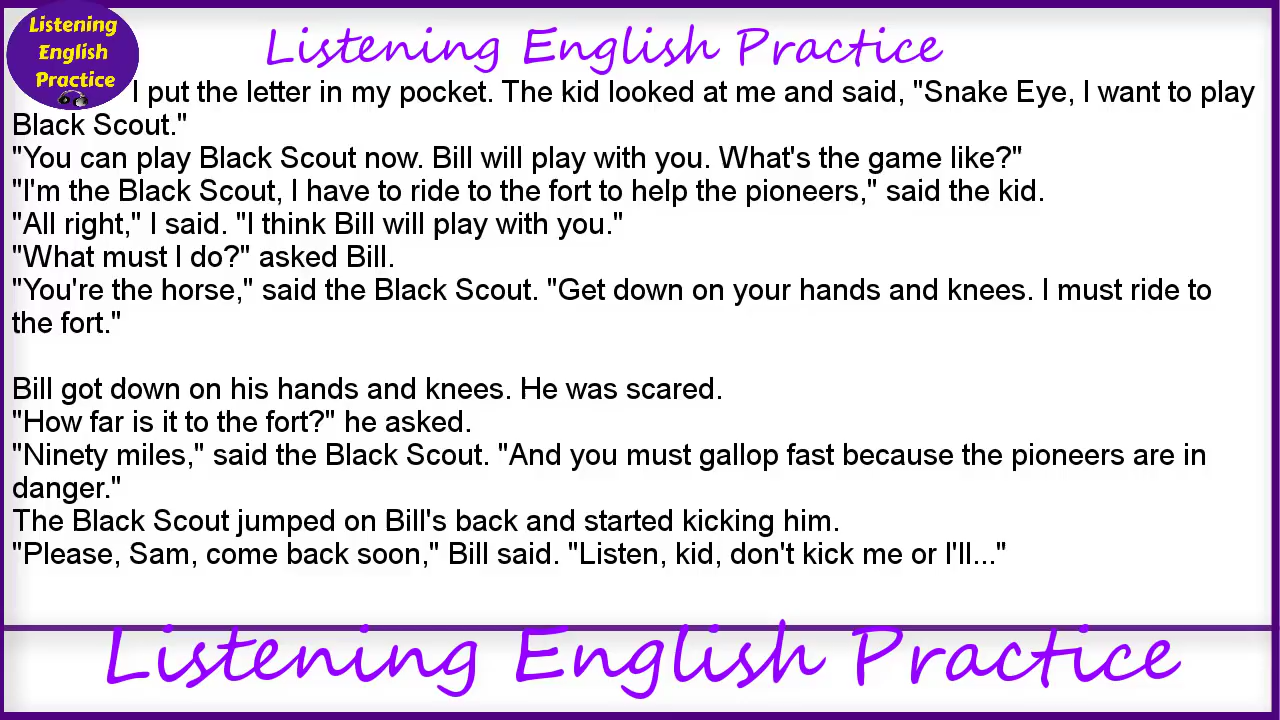 Listening
English
Practice
Listening English Practice
I put the letter in my pocket. The kid looked at me and said, "Snake Eye, I want to play
Black Scout."
"You can play Black Scout now. Bill will play with you. What's the game like?"
"I'm the Black Scout, I have to ride to the fort to help the pioneers," said the kid.
"All right," I said. "I think Bill will play with you."
"What must I do?" asked Bill.
"You're the horse," said the Black Scout. "Get down on your hands and knees. I must ride to
the fort."
Bill got down on his hands and knees. He was scared.
"How far is it to the fort?" he asked.
"Ninety miles," said the Black Scout. "And you must gallop fast because the pioneers are in
danger."
The Black Scout jumped on Bill's back and started kicking him.
"Please, Sam, come back soon," Bill said. "Listen, kid, don't kick me or I'll..."
Listening English Practice